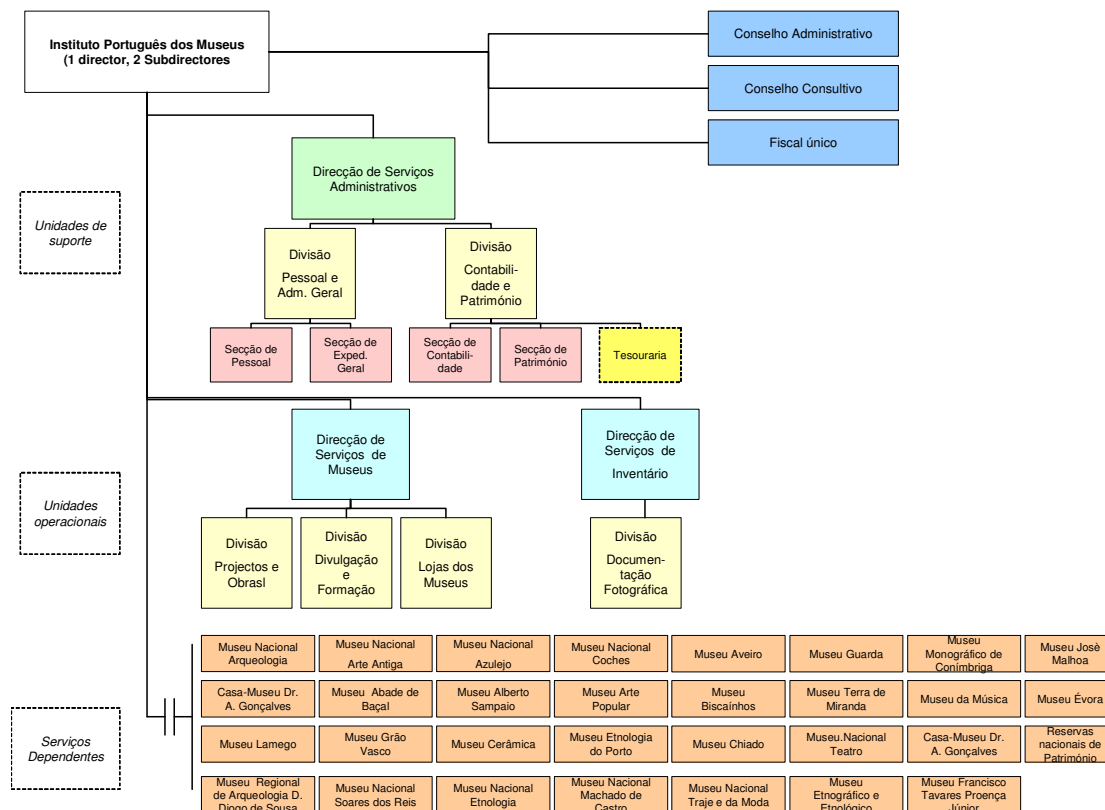 Instituto Português dos Museus
(1 director, 2 Subdirectores
Conselho Administrativo
Conselho Consultivo
Fiscal único
Direcção de Serviços
Administrativos
Unidades de
suporte
Divisão
Pessoal e
Adm. Geral
Divisão
Contabili-
dade e
Património
Secção de
Pessoal
Secção de
Exped.
Geral
Secção de
Contabili-
dade
Secção de
Património
Tesouraria
Direcção de
Serviços de
Museus
Direcção de
Serviços de
Inventário
Unidades
operacionais
Divisão
Projectos e
Obrasl
Divisão
Divulgação
e
Formação
Divisão
Lojas dos
Museus
Divisão
Documen-
tação
Fotográfica
Serviços
Dependentes
Museu Nacional
Arqueologia
Museu Nacional
Arte Antiga
Museu Nacional
Azulejo
Museu Nacional
Coches
Museu Aveiro
Museu Guarda
Museu
Monográfico de
Conímbriga
Museu Josè
Malhoa
Casa-Museu Dr.
A. Gonçalves
Museu Abade de
Baçal
Museu Alberto
Sampaio
Museu Arte
Popular
Museu
Biscaínhos
Museu Terra de
Miranda
Museu da Música
Museu Évora
Museu Lamego
Museu Grão
Vasco
Museu Cerâmica
Museu Etnologia
do Porto
Museu Chiado
Museu.Nacional
Teatro
Casa-Museu Dr.
A. Gonçalves
Reservas
nacionais de
Património
Museu Regional
de Arqueologia D.
Diogo de Sousa
Museu Nacional
Soares dos Reis
Museu Nacional
Etnologia
Museu Nacional
Machado de
Castro
Museu Nacional
Traje e da Moda
Museu
Etnográfico e
Etnológico
Museu Francisco
Tavares Proença
Júnior